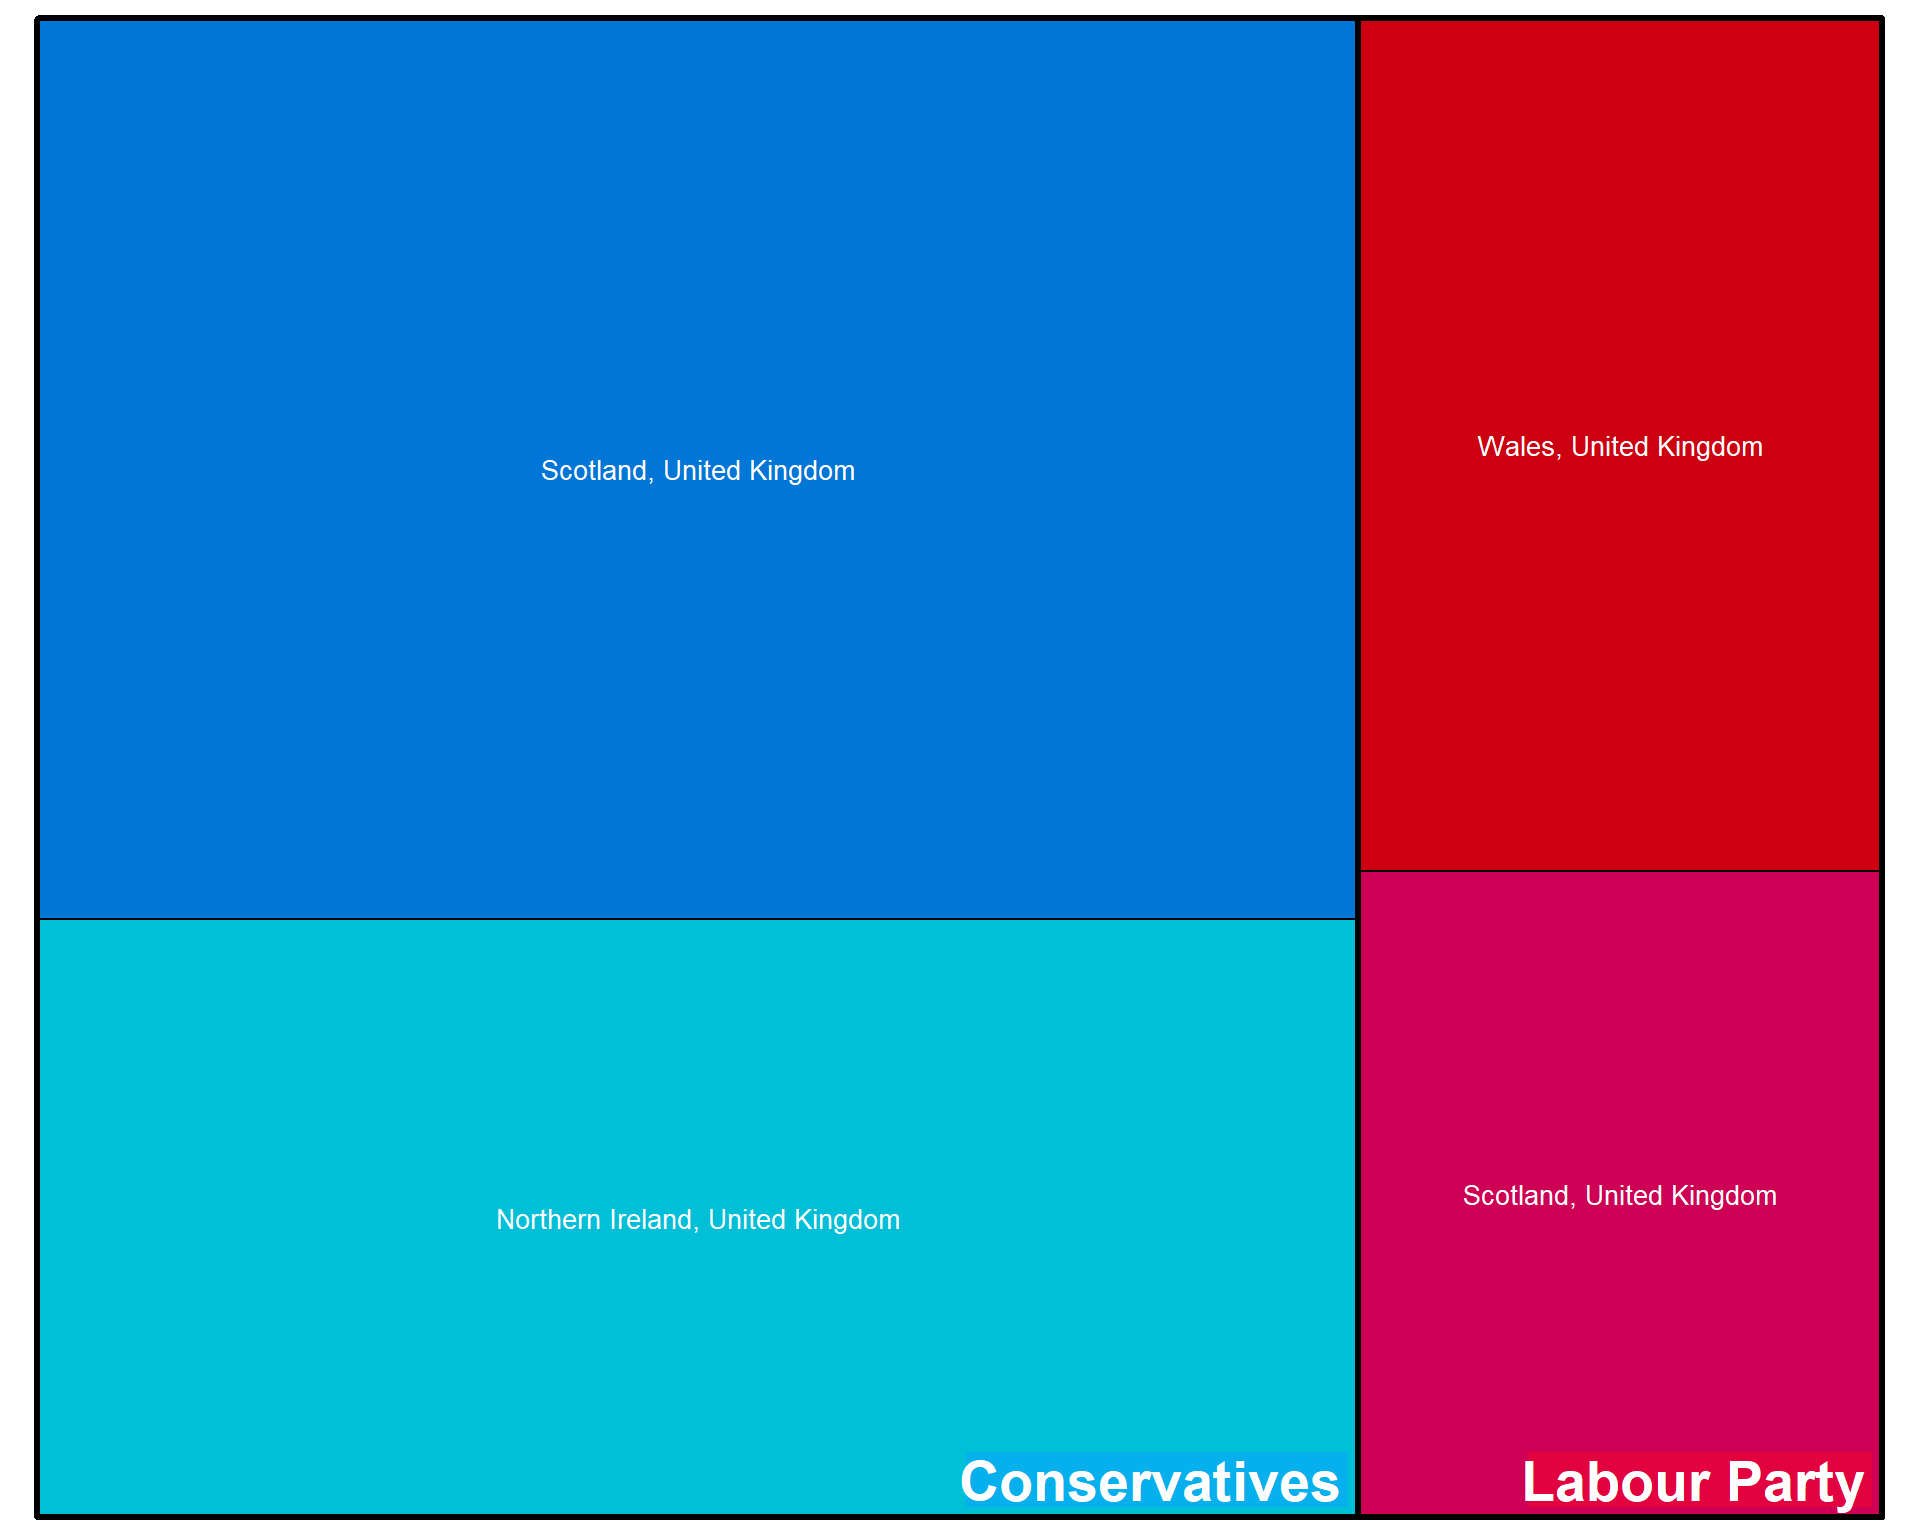 Scotland, United Kingdom
Northern Ireland, United Kingdom
Conservatives
Wales, United Kingdom
Scotland, United Kingdom
Labour Party